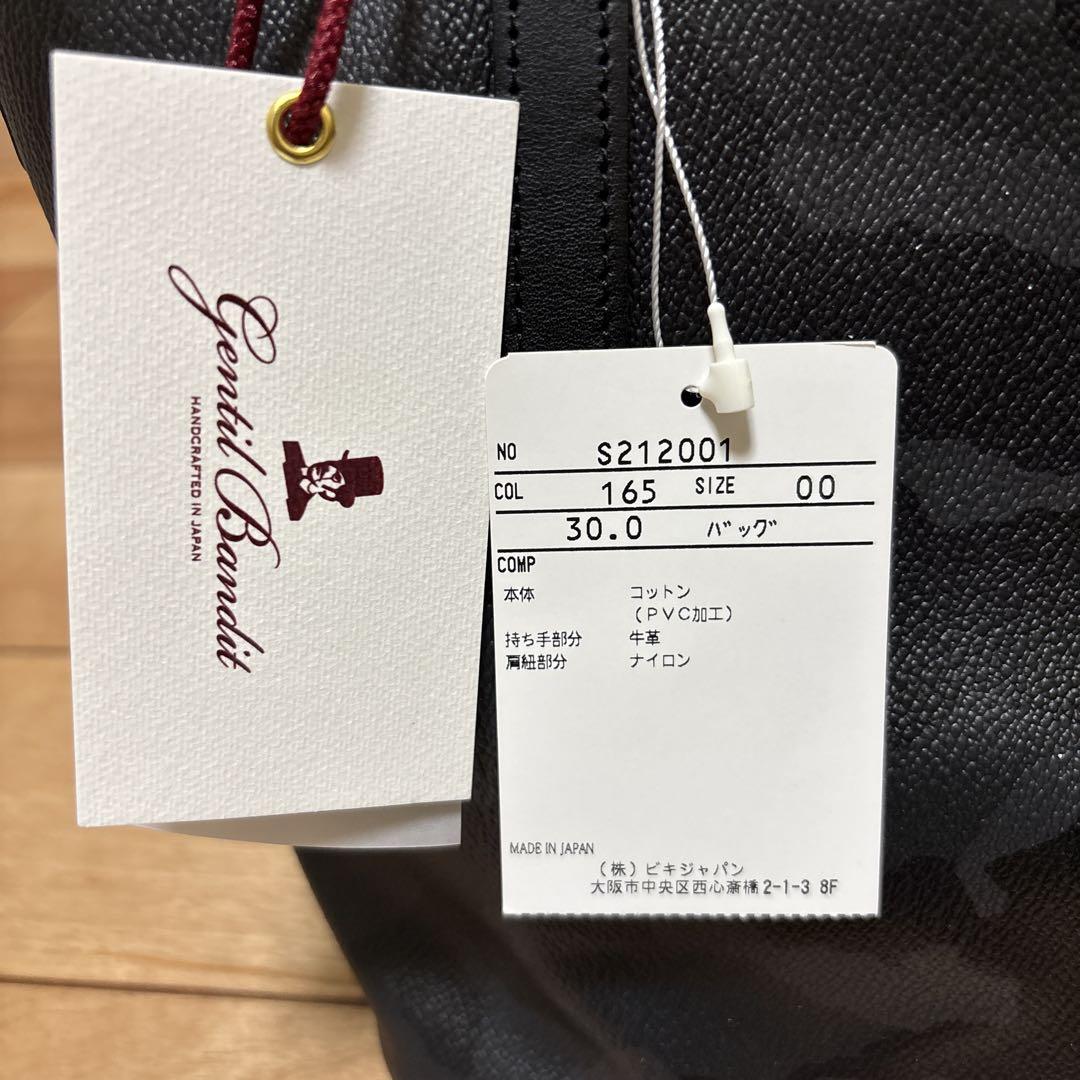 Gentil Bandit
HANDCRAFTED IN JAPAN
NO S212001
COL 165 SIZE 00
30.0 バッグ
COMP
本体 コットン
(PVC加工)
持ち手部分 牛革
肩紐部分 ナイロン
MADE IN JAPAN
(株)ビキジャパン
大阪市中央区西心斎橋2-1-3 8F